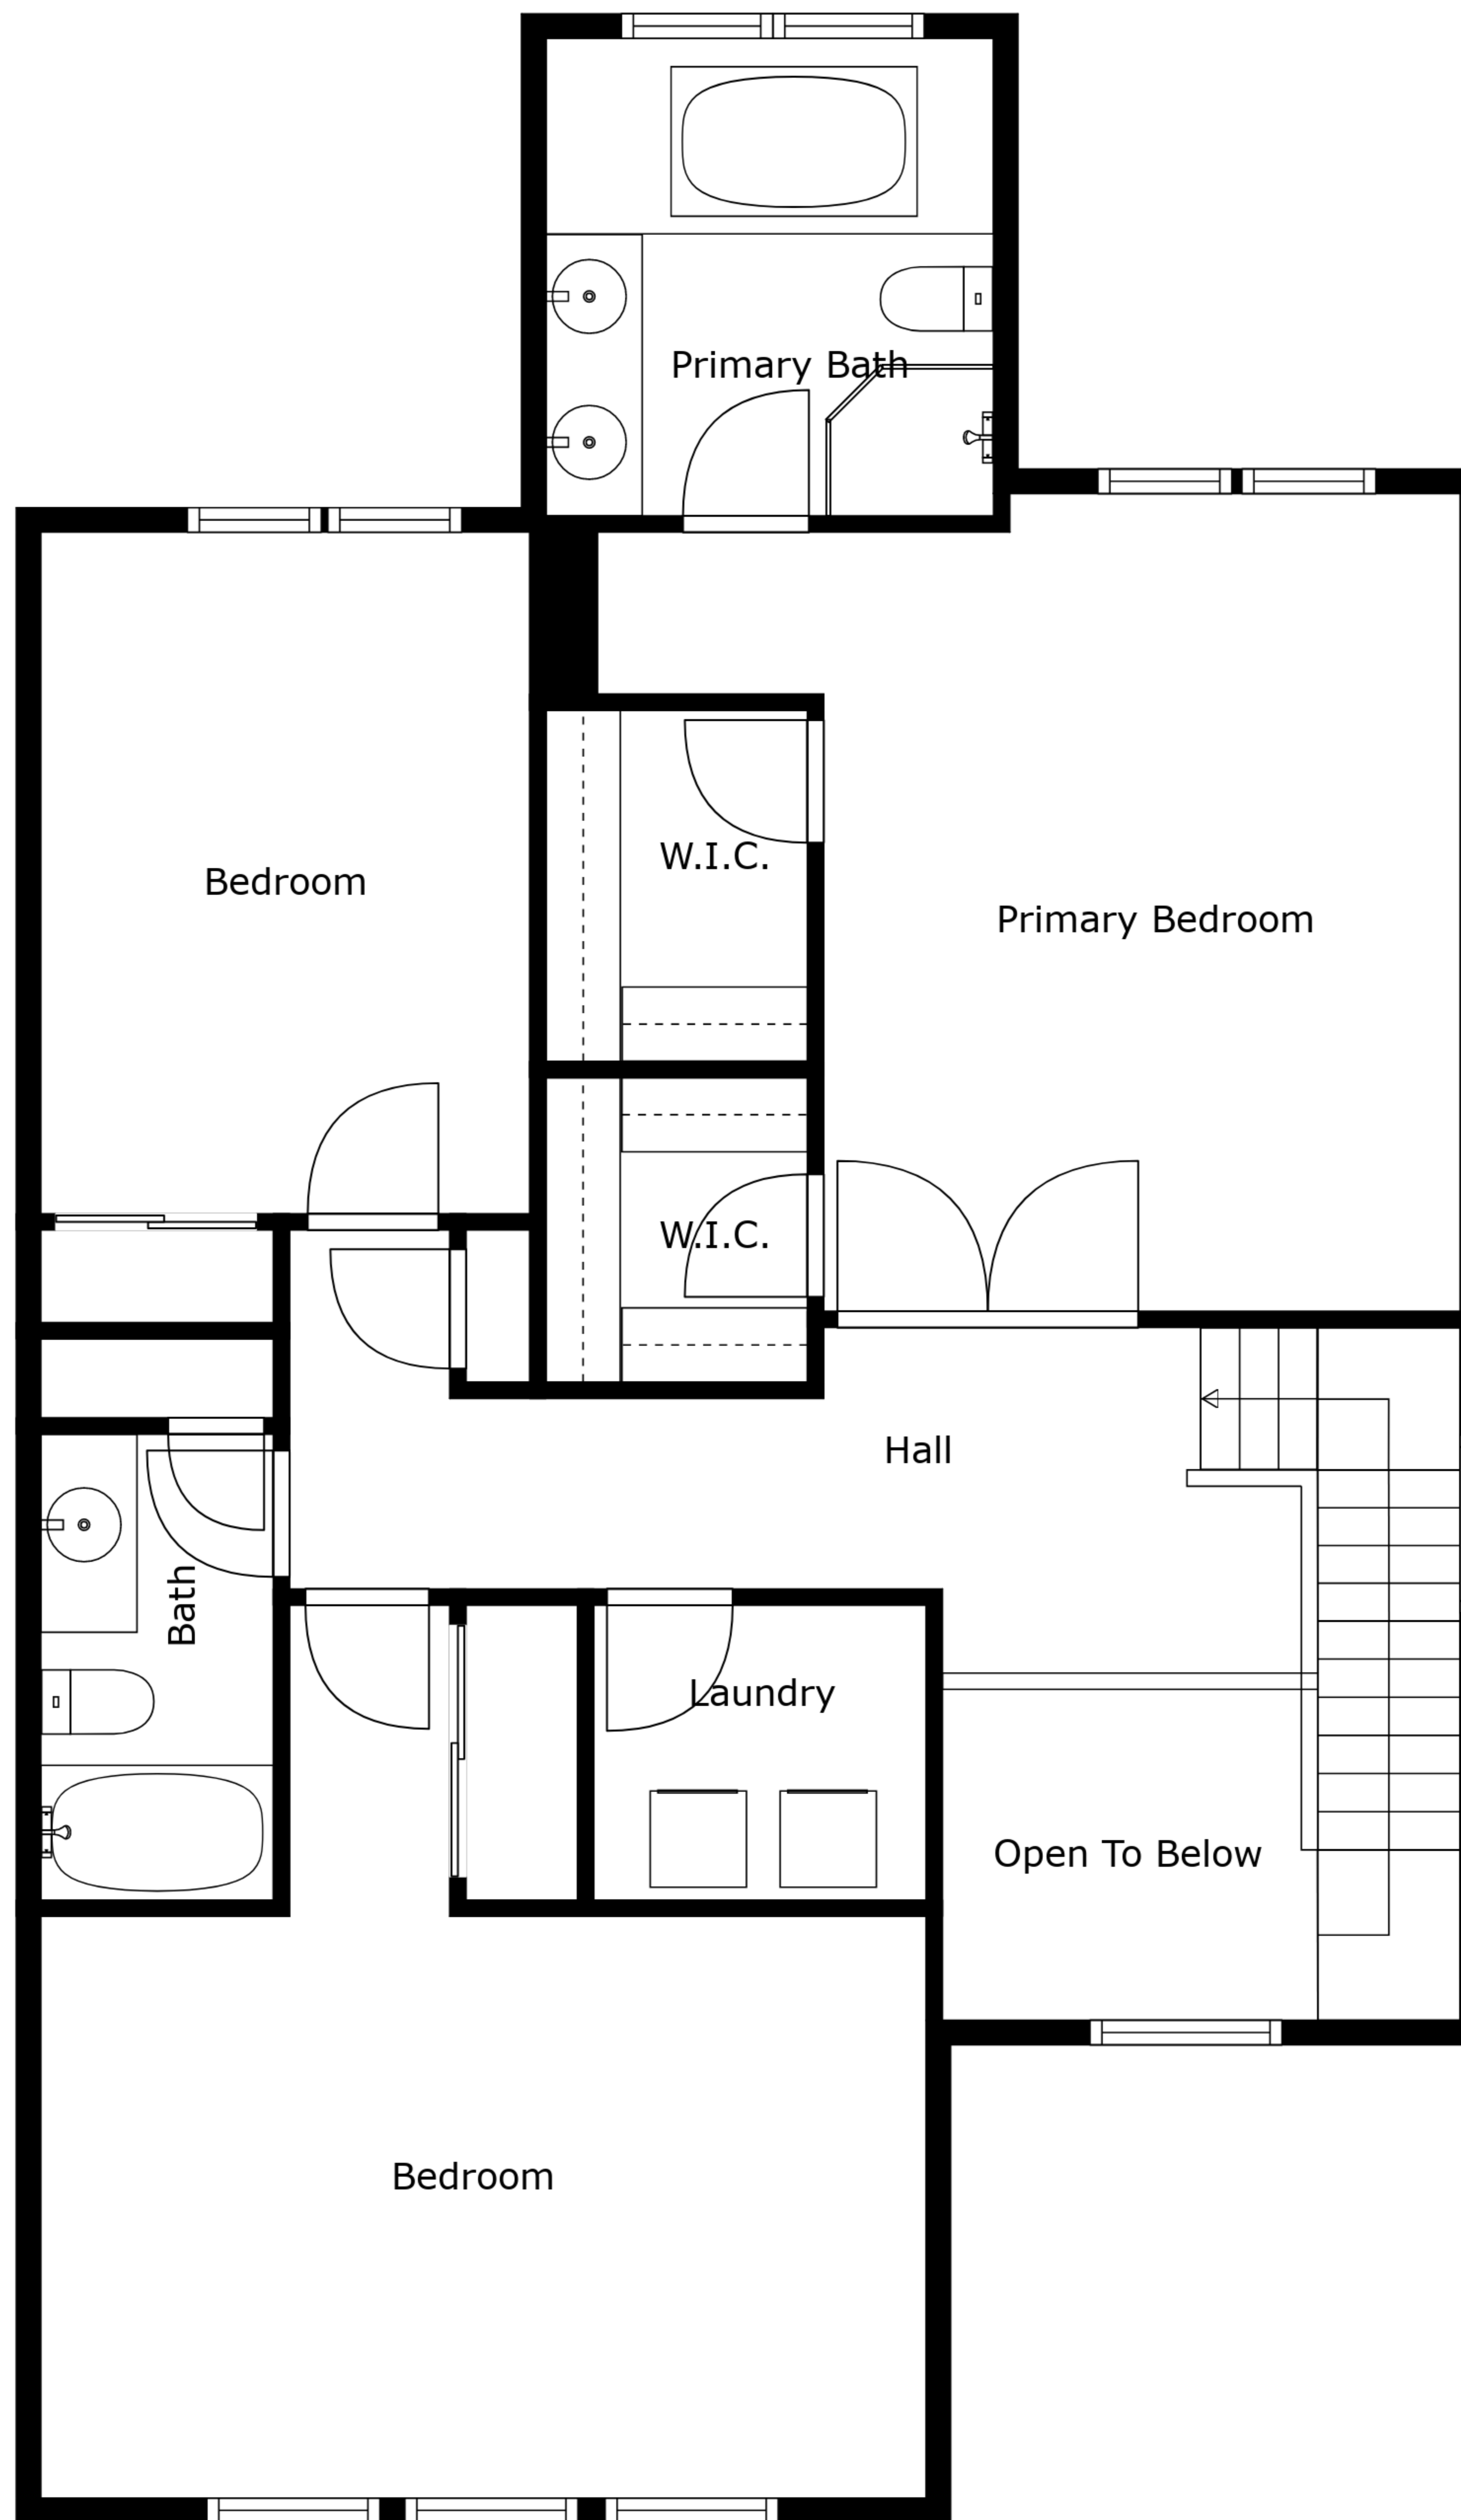 Primary Bath
W.I.C.
Bedroom
Primary Bedroom
W.I.C.
Hall
Bath
Laundry
Open To Below
Bedroom